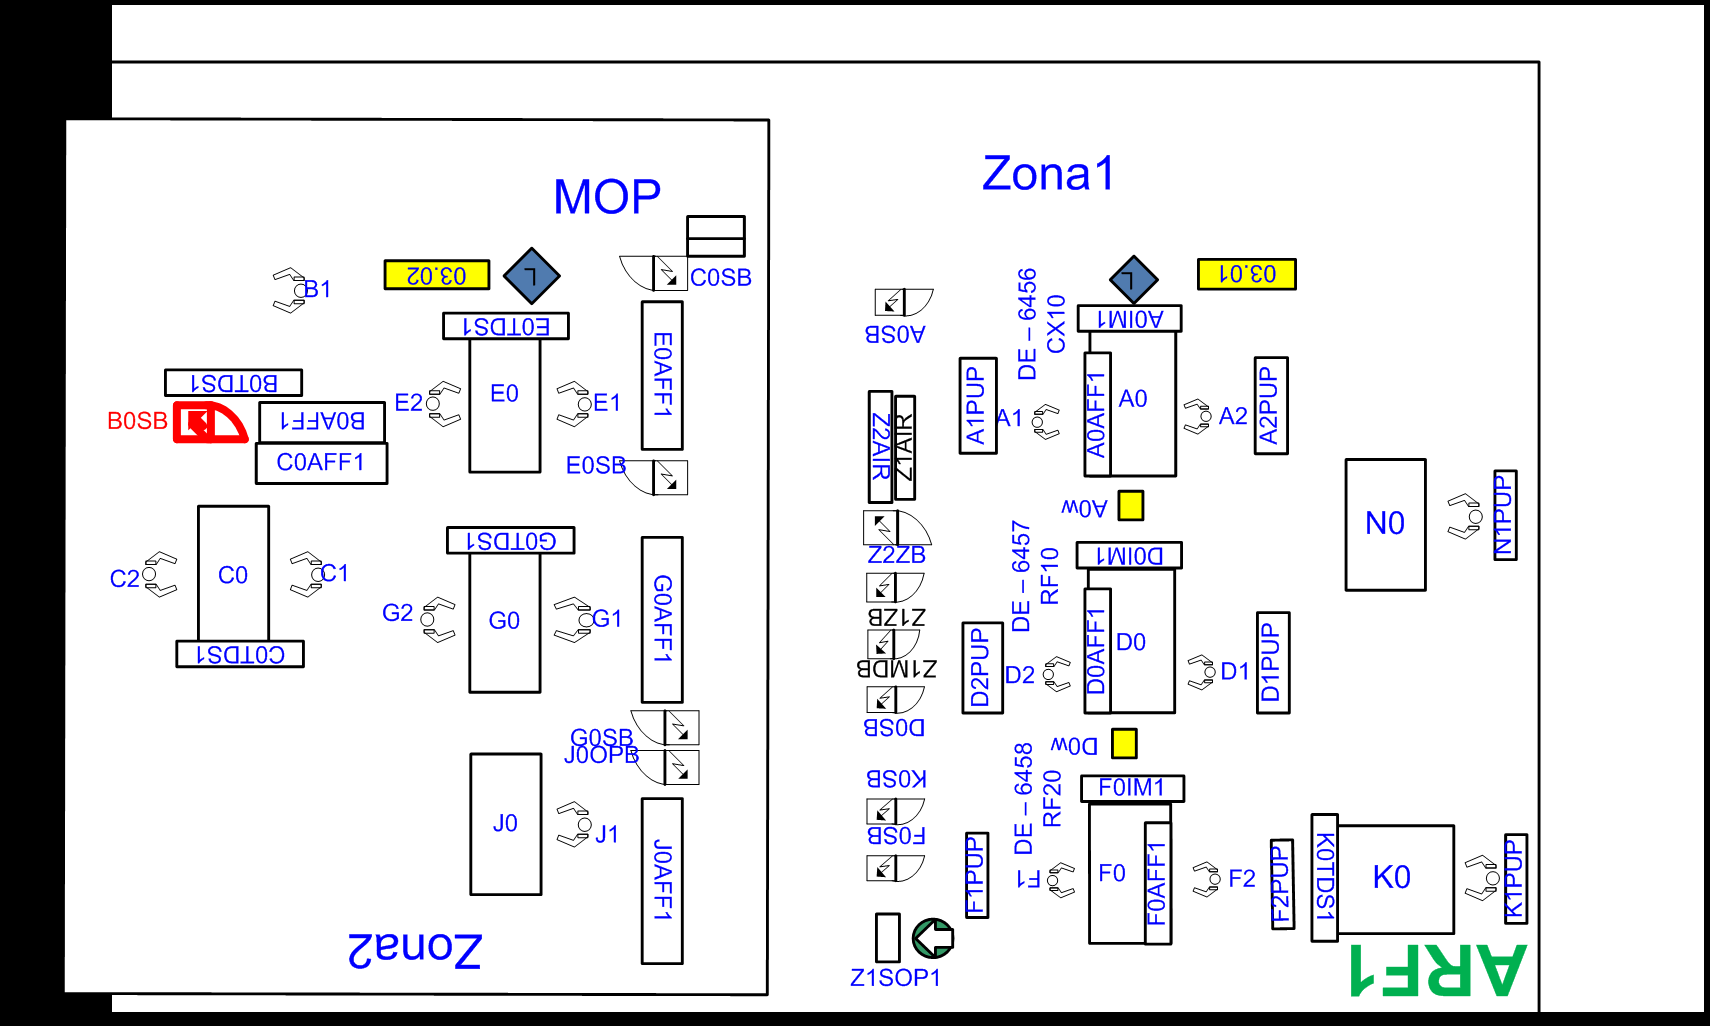 MOP
Zona1
C0SB
B1
03.02
L
E0TDS1
E0AFF1
B0TDS1
B0SB
B0AFF1
C0AFF1
E2
E0
E1
E0SB
G0TDS1
C2
C0
C1
C0TDS1
G2
G0
G1
G0AFF1
G0SB
J0OPB
J0
J1
J0AFF1
Zona2
A0SB
DE – 6456
CX10
L
03.01
A0IM1
A1PUP
A1
A0AFF1
A0
A2
A2PUP
Z2AIR
Z1AIR
A0w
Z2ZB
Z1ZB
Z1MDB
D0SB
DE – 6457
RF10
D0IM1
D2PUP
D2
D0AFF1
D0
D1
D1PUP
N0
N1PUP
D0w
K0SB
F0SB
DE – 6458
RF20
F0IM1
F1PUP
F1
F0
F0AFF1
F2
F2PUP
K0TDS1
K0
K1PUP
Z1SOP1
ARF1